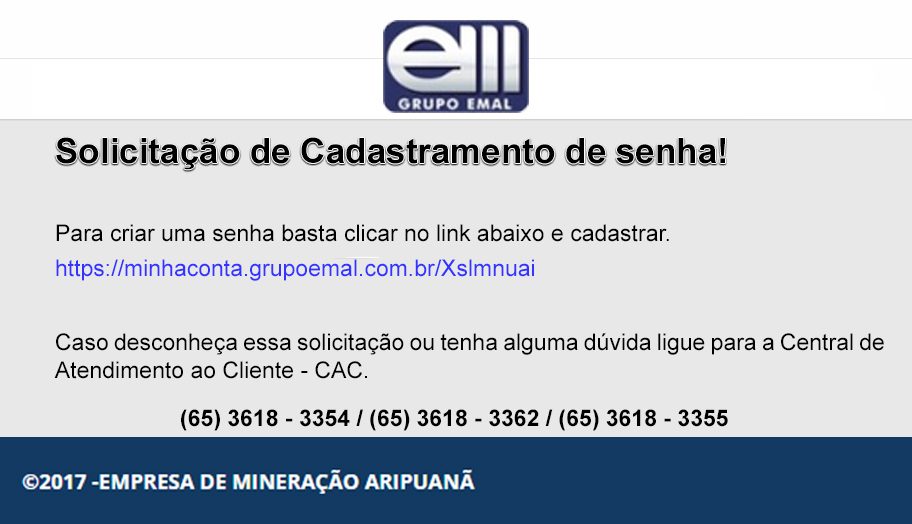 em
GRUPO EMAL
Solicitação de Cadastramento de senha!
Para criar uma senha basta clicar no link abaixo e cadastrar.
https://minhaconta.grupoemal.com.br/Xslmnuai
Caso desconheça essa solicitação ou tenha alguma dúvida ligue para a Central de
Atendimento ao Cliente - CAC.
(65) 3618 - 3354 / (65) 3618 - 3362 / (65) 3618 - 3355
©2017 -EMPRESA DE MINERAÇÃO ARIPUANÃ